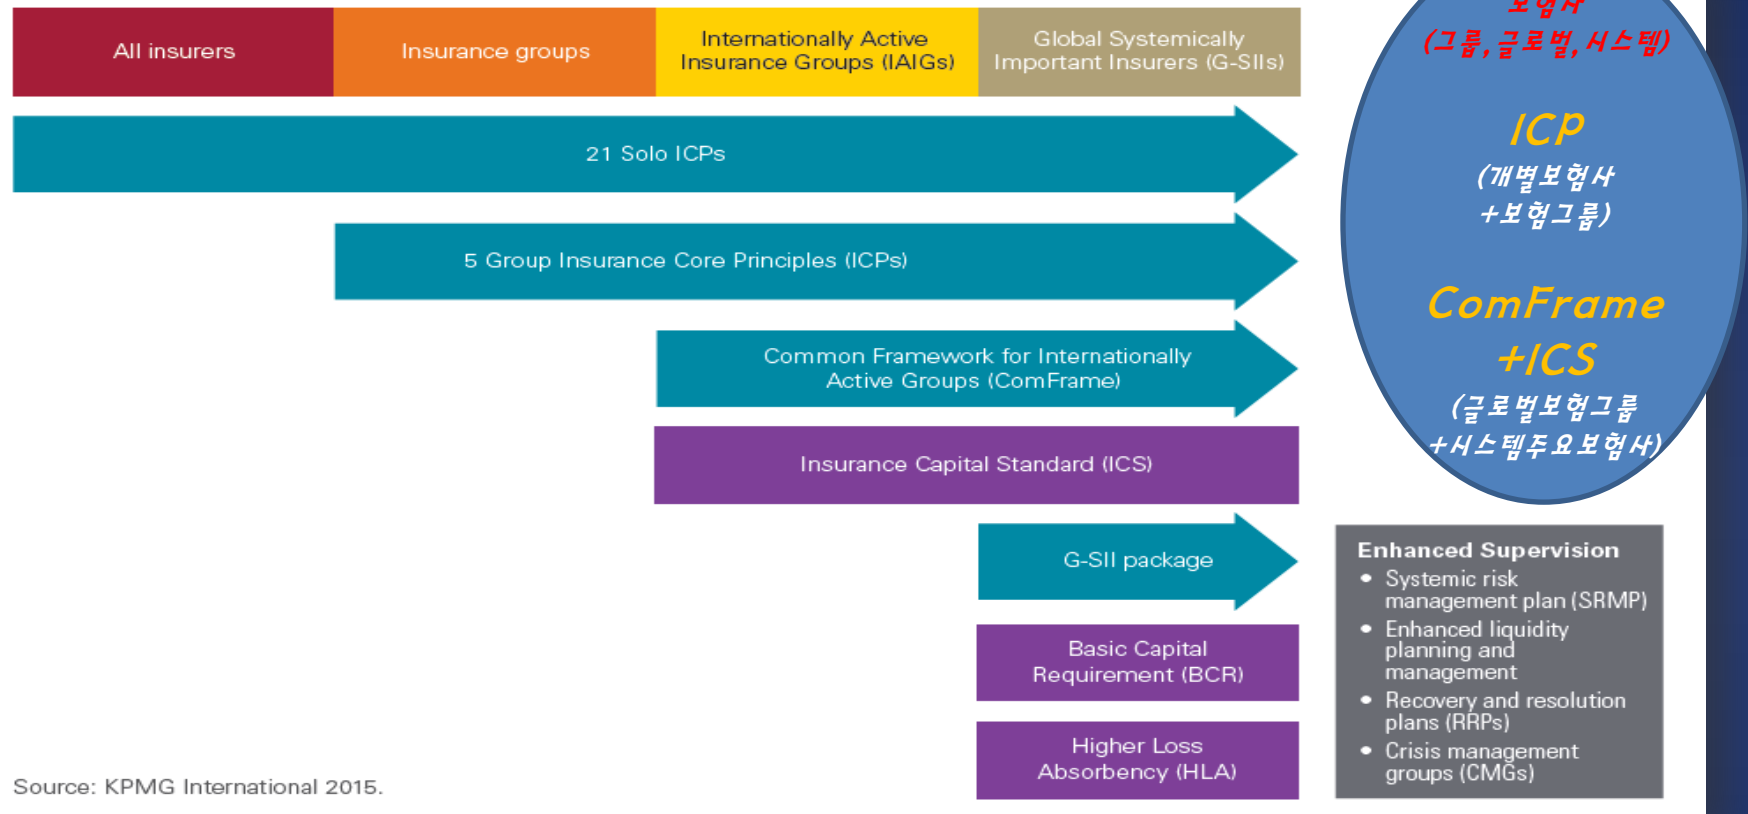 All insurers
Insurance groups
Internationally Active
Insurance Groups (IAIGs)
Global Systemically
Important Insurers (G-SIIs)
21 Solo ICPs
5 Group Insurance Core Principles (ICPs)
Common Framework for Internationally
Active Groups (ComFrame)
Insurance Capital Standard (ICS)
G-SII package
Basic Capital
Requirement (BCR)
Higher Loss
Absorbency (HLA)
Source: KPMG International 2015.
보험사
(그룹,글로벌,시스템)
ICP
(개별보험사
+보험그룹)
ComFrame
+ICS
(글로벌보험그룹
+시스템주요보험사)
Enhanced Supervision
• Systemic risk
management plan (SRMP)
• Enhanced liquidity
planning and
management
• Recovery and resolution
plans (RRPs)
• Crisis management
groups (CMGs)